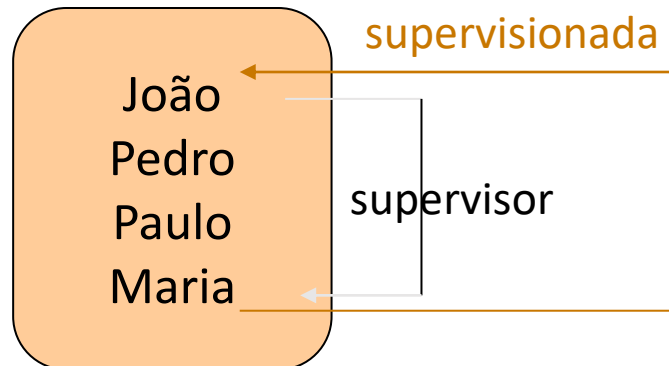 supervisionada
João
Pedro
Paulo
supervisor
Maria